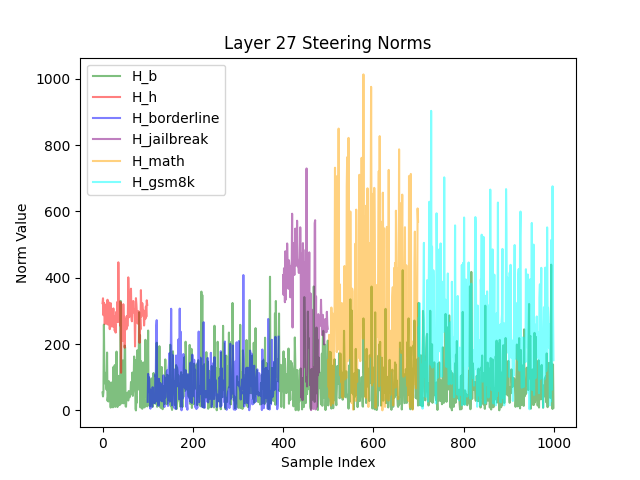 Layer 27 Steering Norms
H_b
H_h
H_borderline
H_jailbreak
H_math
H_gsm8k
Norm Value
1000
800
600
400
200
0
0 200 400 600 800 1000
Sample Index